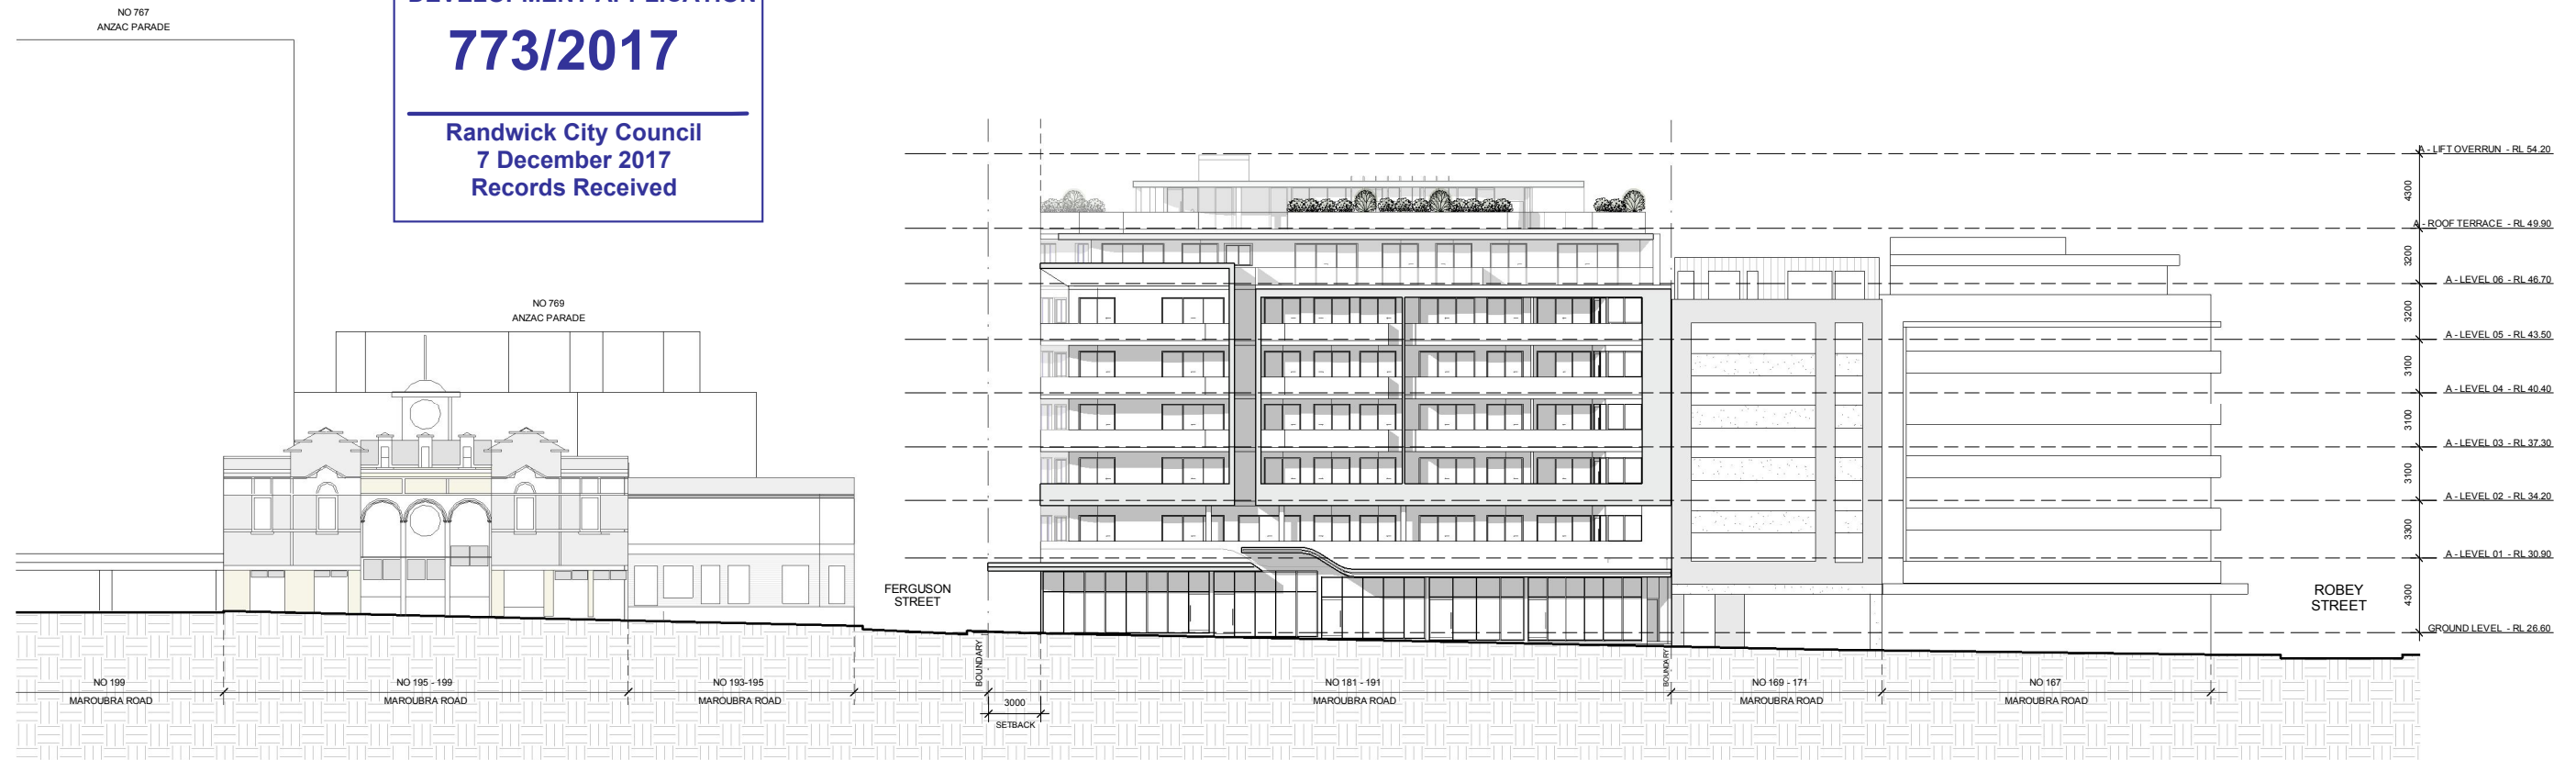 NO 767
ANZAC PARADE
DEVELOPMENT APPLICATION
773/2017
Randwick City Council
7 December 2017
Records Received
NO 769
ANZAC PARADE
FERGUSON
STREET
ROBEY
STREET
A - LIFT OVERRUN - RL 54.20
4300
A - ROOF TERRACE - RL 49.90
3200
A - LEVEL 06 - RL 46.70
3200
A - LEVEL 05 - RL 43.50
3100
A - LEVEL 04 - RL 40.40
3100
A - LEVEL 03 - RL 37.30
3100
A - LEVEL 02 - RL 34.20
3300
A - LEVEL 01 - RL 30.90
4300
GROUND LEVEL - RL 26.60
BOUNDARY
BOUNDARY
NO 199
MAROUBRA ROAD
NO 195 - 199
MAROUBRA ROAD
NO 193-195
MAROUBRA ROAD
3000
SETBACK
NO 181 - 191
MAROUBRA ROAD
NO 169 - 171
MAROUBRA ROAD
NO 167
MAROUBRA ROAD